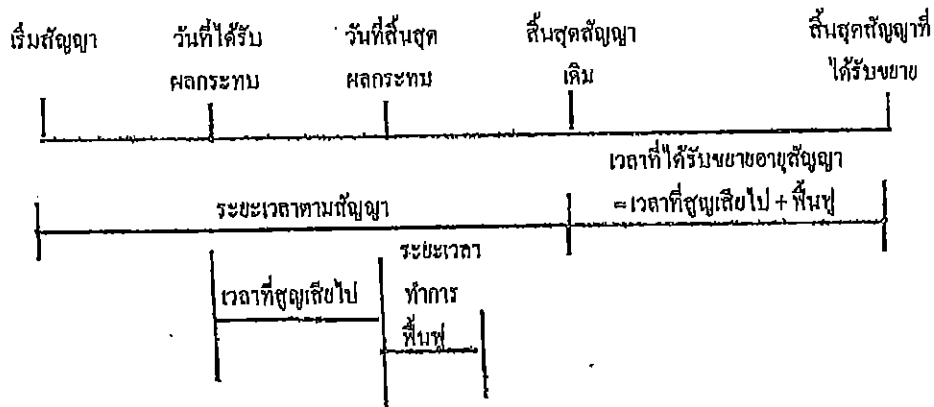 เริ่มสัญญา
วันที่ได้รับ
ผลกระทบ
วันที่สิ้นสุด
ผลกระทบ
สิ้นสุดสัญญา
เดิม
สิ้นสุดสัญญาที่
ได้รับขยาย
เวลาที่ได้รับขยายอายุสัญญา
=เวลาที่สูญเสียไป + ฟื้นฟู
ระยะเวลาตามสัญญา
ระยะเวลา
ทำการ
ฟื้นฟู
เวลาที่สูญเสียไป